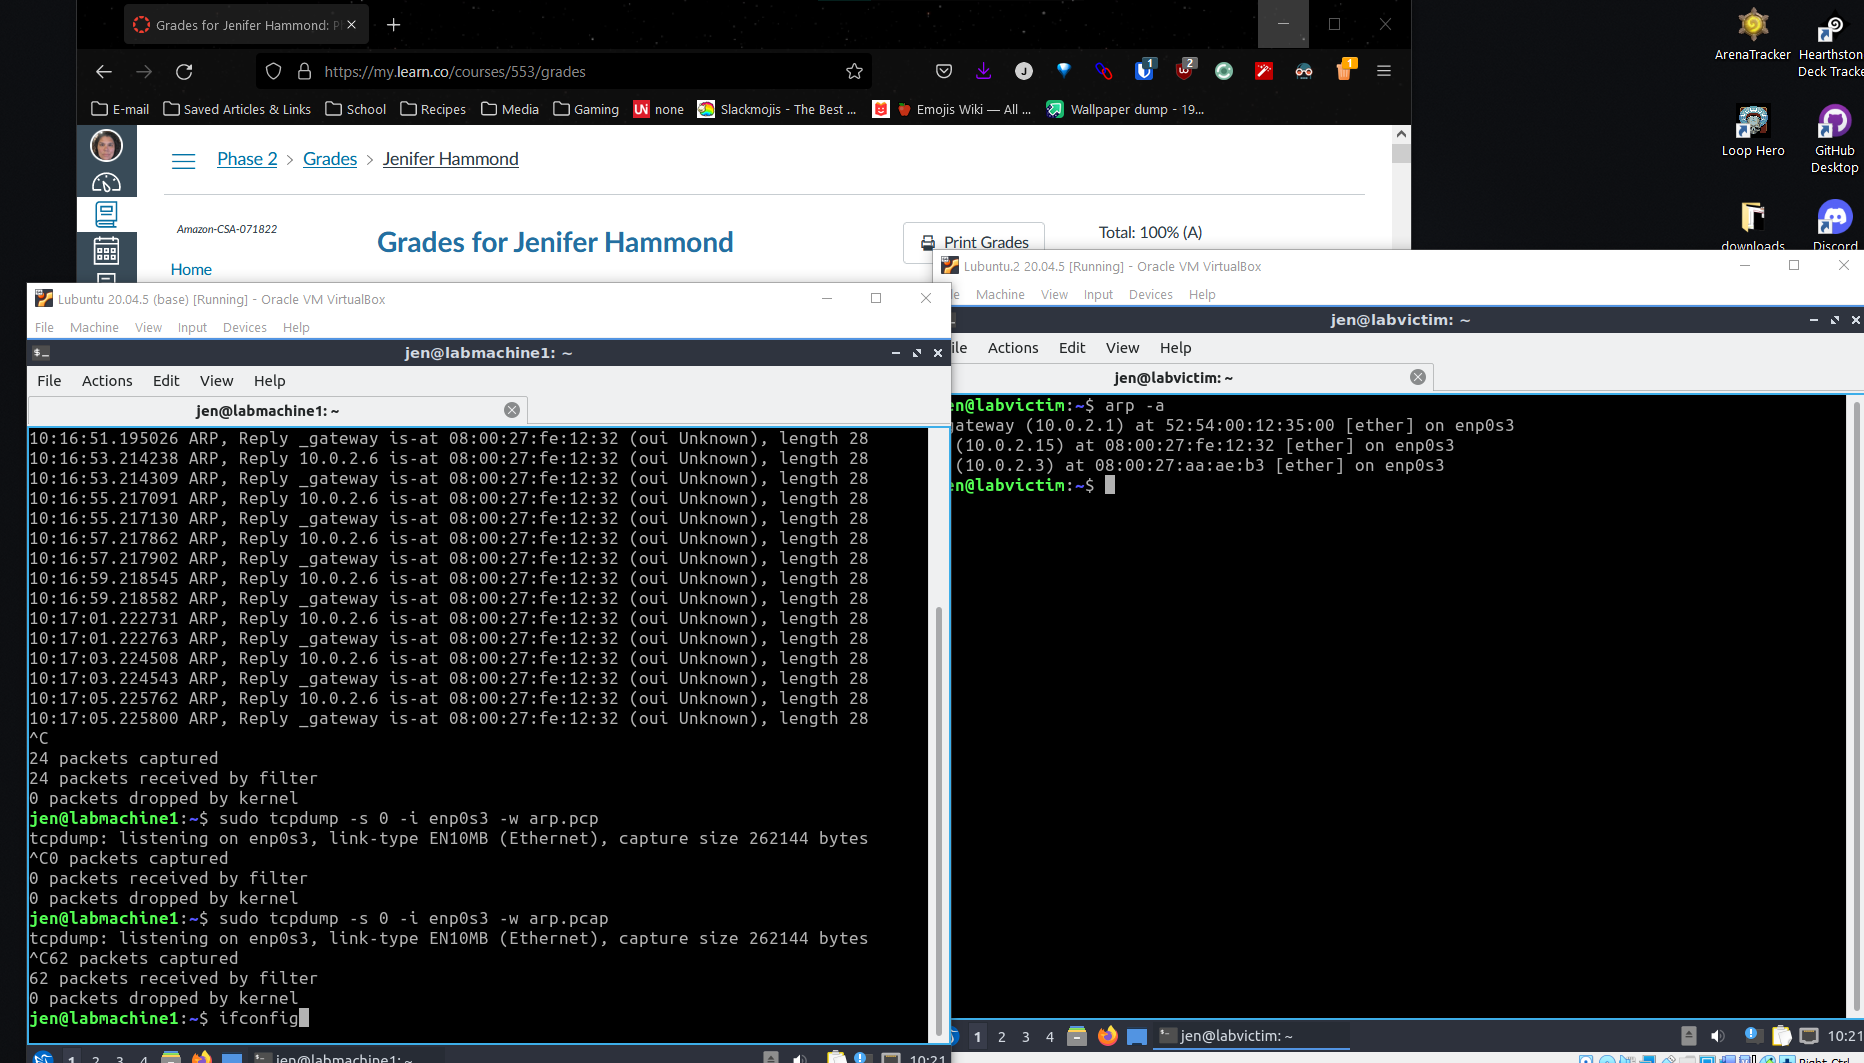 Grades for Jenifer Hammond: P
https://my.learn.co/courses/553/grades
1
2
1
E-mail
Saved Articles & Links
School
Recipes
Media
Gaming
none
Slackmojis - The Best ...
Emojis Wiki — All ...
Wallpaper dump - 19...
Phase 2 > Grades > Jenifer Hammond
Amazon-CSA-071822
Grades for Jenifer Hammond
Print Grades
Total: 100% (A)
Home
ArenaTracker
Hearthston
Deck Tracke
Loop Hero
GitHub
Desktop
downloads
Discord
Lubuntu 20.04.5 (base) [Running] - Oracle VM VirtualBox
File Machine View Input Devices Help
jen@labmachine1: ~
File Actions Edit View Help
jen@labmachine1: ~
10:16:51.195026 ARP, Reply _gateway is-at 08:00:27:fe:12:32 (oui Unknown), length 28
10:16:53.214238 ARP, Reply 10.0.2.6 is-at 08:00:27:fe:12:32 (oui Unknown), length 28
10:16:53.214309 ARP, Reply _gateway is-at 08:00:27:fe:12:32 (oui Unknown), length 28
10:16:55.217091 ARP, Reply 10.0.2.6 is-at 08:00:27:fe:12:32 (oui Unknown), length 28
10:16:55.217130 ARP, Reply _gateway is-at 08:00:27:fe:12:32 (oui Unknown), length 28
10:16:57.217862 ARP, Reply 10.0.2.6 is-at 08:00:27:fe:12:32 (oui Unknown), length 28
10:16:57.217902 ARP, Reply _gateway is-at 08:00:27:fe:12:32 (oui Unknown), length 28
10:16:59.218545 ARP, Reply 10.0.2.6 is-at 08:00:27:fe:12:32 (oui Unknown), length 28
10:16:59.218582 ARP, Reply _gateway is-at 08:00:27:fe:12:32 (oui Unknown), length 28
10:17:01.222731 ARP, Reply 10.0.2.6 is-at 08:00:27:fe:12:32 (oui Unknown), length 28
10:17:01.222763 ARP, Reply _gateway is-at 08:00:27:fe:12:32 (oui Unknown), length 28
10:17:03.224508 ARP, Reply 10.0.2.6 is-at 08:00:27:fe:12:32 (oui Unknown), length 28
10:17:03.224543 ARP, Reply _gateway is-at 08:00:27:fe:12:32 (oui Unknown), length 28
10:17:05.225762 ARP, Reply 10.0.2.6 is-at 08:00:27:fe:12:32 (oui Unknown), length 28
10:17:05.225800 ARP, Reply _gateway is-at 08:00:27:fe:12:32 (oui Unknown), length 28
^C
24 packets captured
24 packets received by filter
0 packets dropped by kernel
jen@labmachine1:~$ sudo tcpdump -s 0 -i enp0s3 -w arp.pcp
tcpdump: listening on enp0s3, link-type EN10MB (Ethernet), capture size 262144 bytes
^C0 packets captured
0 packets received by filter
0 packets dropped by kernel
jen@labmachine1:~$ sudo tcpdump -s 0 -i enp0s3 -w arp.pcap
tcpdump: listening on enp0s3, link-type EN10MB (Ethernet), capture size 262144 bytes
^C62 packets captured
62 packets received by filter
0 packets dropped by kernel
jen@labmachine1:~$ ifconfig
1 2 3 4 jen@labmachine1: ~ 10:21
Lubuntu.2 20.04.5 [Running] - Oracle VM VirtualBox
le Machine View Input Devices Help
jen@labvictim: ~
ile Actions Edit View Help
jen@labvictim: ~
en@labvictim:~$ arp -a
gateway (10.0.2.1) at 52:54:00:12:35:00 [ether] on enp0s3
(10.0.2.15) at 08:00:27:fe:12:32 [ether] on enp0s3
(10.0.2.3) at 08:00:27:aa:ae:b3 [ether] on enp0s3
en@labvictim:~$
1 2 3 4 jen@labvictim: ~ 10:21
Right Ctrl